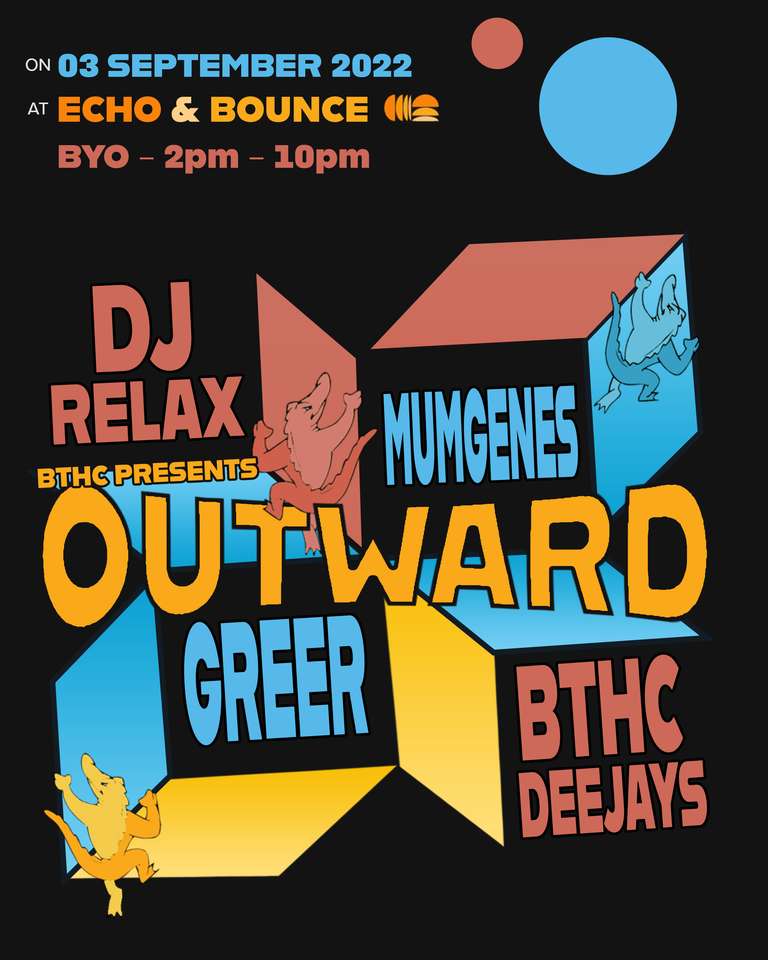 ON 03 SEPTEMBER 2022
AT ECHO & BOUNCE
BYO – 2pm – 10pm
DJ
RELAX
MUMGENES
BTHC PRESENTS
OUTWARD
GREER
BTHC
DEEJAYS